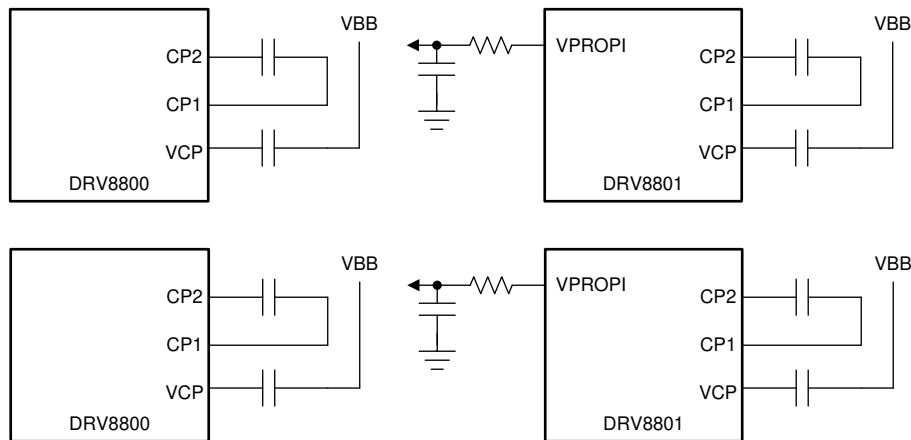 VBB
CP2
CP1
VCP
DRV8800
VBB
VPROPI
CP2
CP1
VCP
DRV8801
VBB
CP2
CP1
VCP
DRV8800
VBB
VPROPI
CP2
CP1
VCP
DRV8801